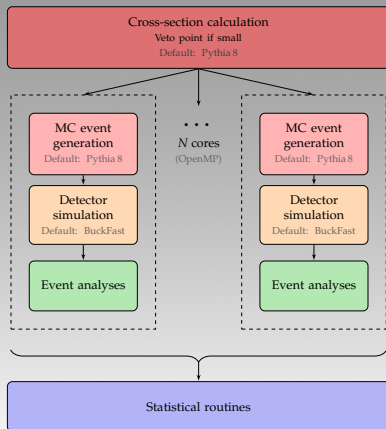 Cross-section calculation
Veto point if small
Default: Pythia 8
MC event
generation
Default: Pythia 8
Detector
simulation
Default: BuckFast
Event analyses
...
N cores
(OpenMP)
MC event
generation
Default: Pythia 8
Detector
simulation
Default: BuckFast
Event analyses
Statistical routines